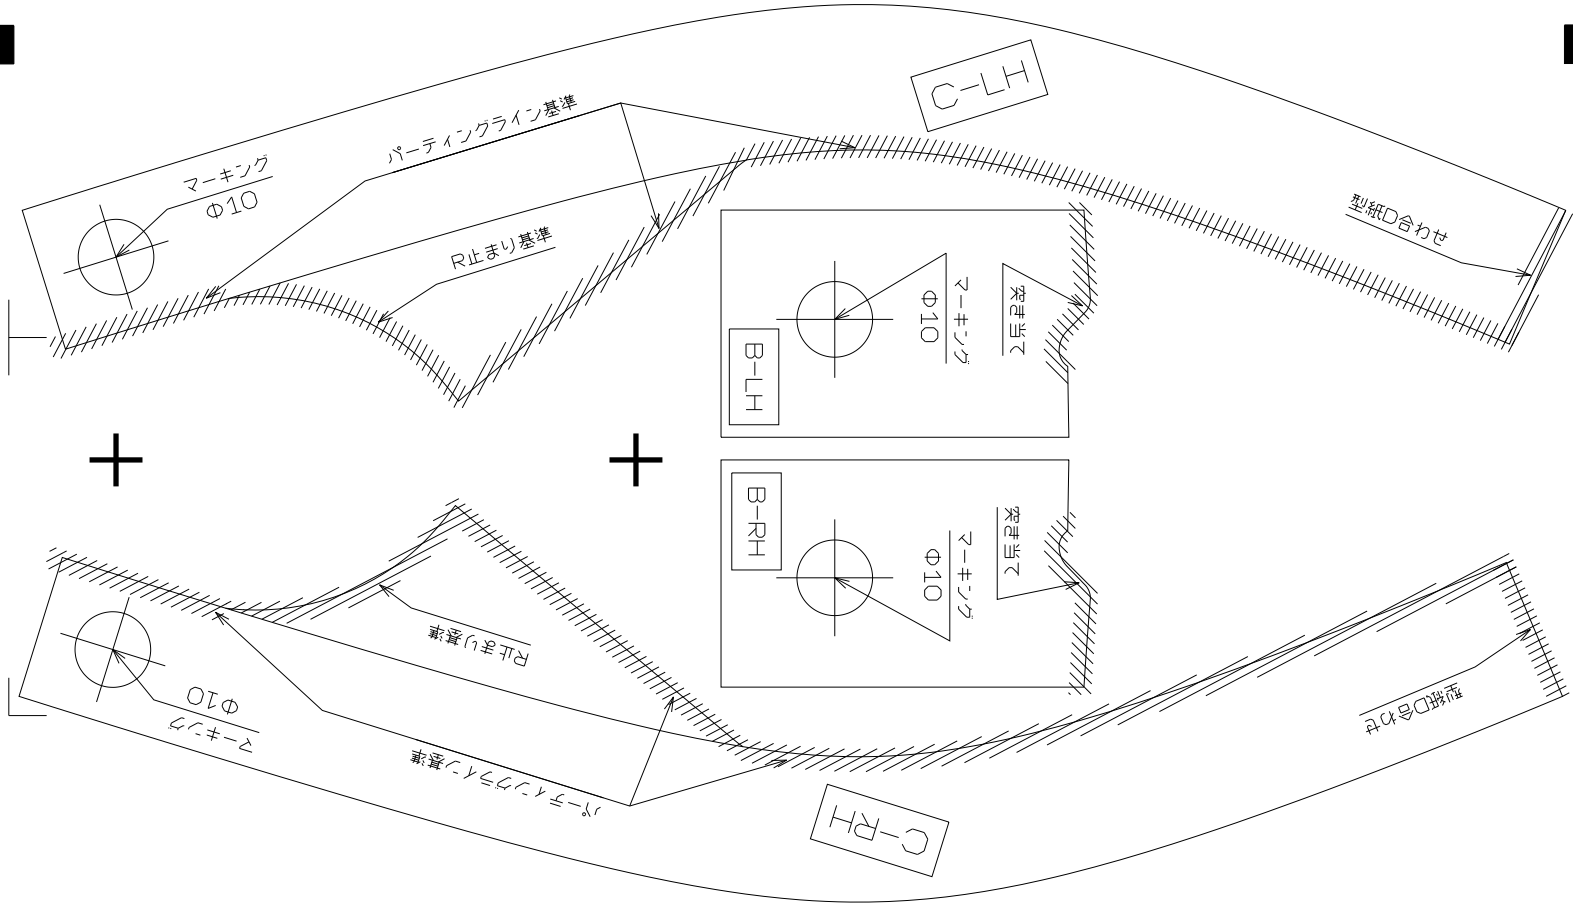 C-LH
パーティングライン基準
マーキング
Φ10
R止まり基準
型紙D合わせ
マーキング
Φ10
突き当て
B-LH
B-RH
マーキング
Φ10
突き当て
R止まり基準
マーキング
Φ10
パーティングライン基準
型紙D合わせ
C-RH